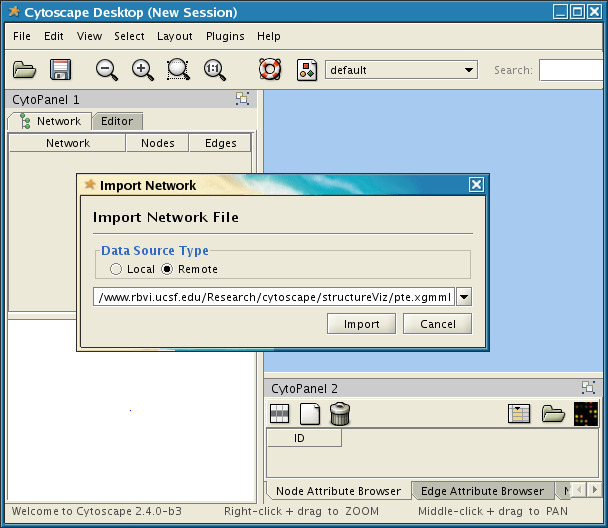 Cytoscape Desktop (New Session)
File Edit View Select Layout Plugins Help
1:1 default Search:
CytoPanel 1
Network Editor
Network Nodes Edges
Import Network
Import Network File
Data Source Type
Local Remote
/www.rbvi.ucsf.edu/Research/cytoscape/structureViz/pte.xgmml
Import Cancel
CytoPanel 2
ID
Node Attribute Browser Edge Attribute Browser
Welcome to Cytoscape 2.4.0-b3 Right-click + drag to ZOOM Middle-click + drag to PAN